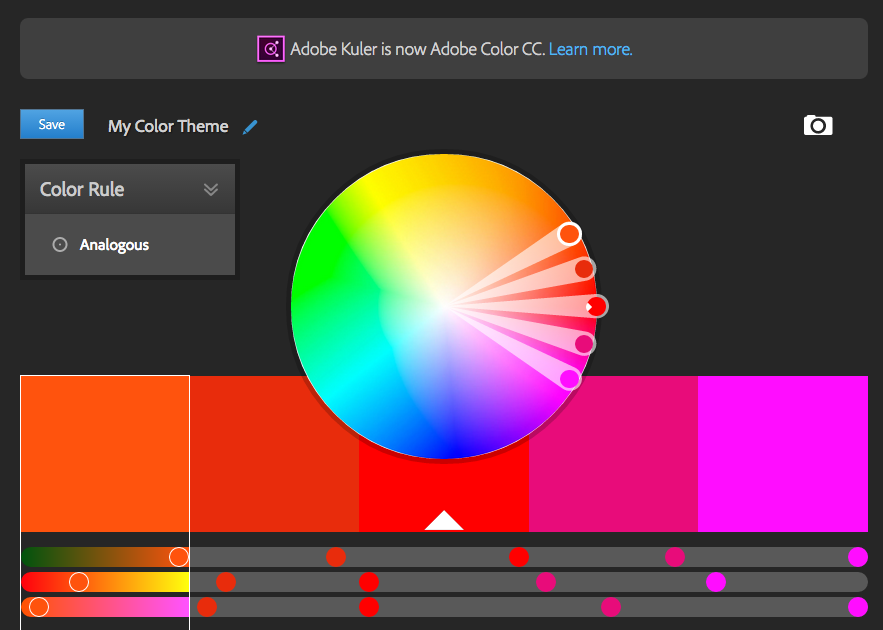 Adobe Kuler is now Adobe Color CC. Learn more.
Save
My Color Theme
Color Rule
Analogous